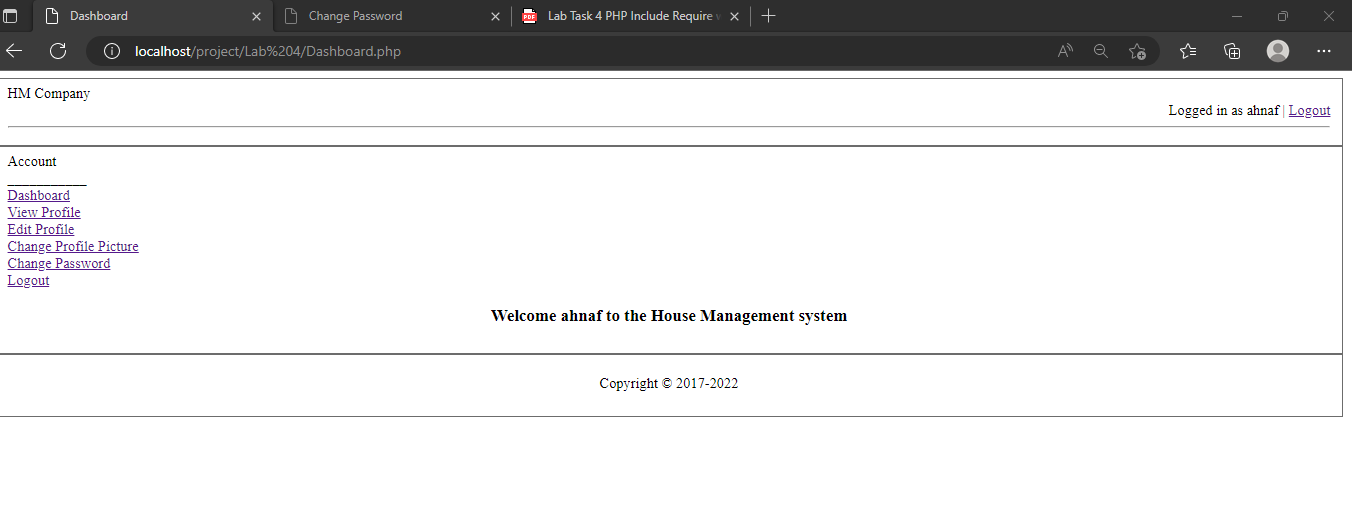 Dashboard
Change Password
Lab Task 4 PHP Include Require
localhost/project/Lab%204/Dashboard.php
HM Company
Logged in as ahnaf | Logout
Account
___________
Dashboard
View Profile
Edit Profile
Change Profile Picture
Change Password
Logout
Welcome ahnaf to the House Management system
Copyright © 2017-2022